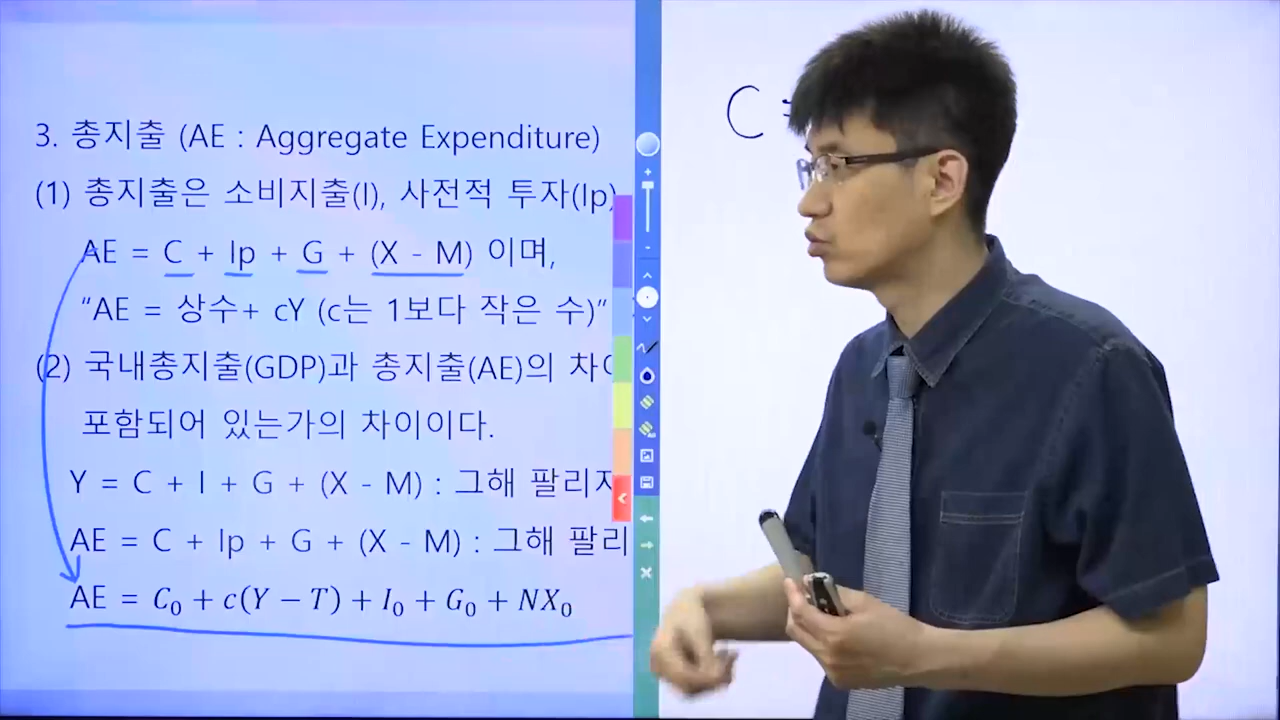 3. 총지출 (AE : Aggregate Expenditure)
(1) 총지출은 소비지출(I), 사전적 투자(Ip)
AE = C + Ip + G + (X - M) 이며,
“AE = 상수+ cY (c는 1보다 작은 수)”
(2) 국내총지출(GDP)과 총지출(AE)의
포함되어 있는가의 차이이다.
Y = C + I + G + (X - M) : 그해
AE = C + Ip + G + (X - M) : 그해 팔리
AE = C₀ + c(Y − T) + I₀ + G₀ + NX₀
C =